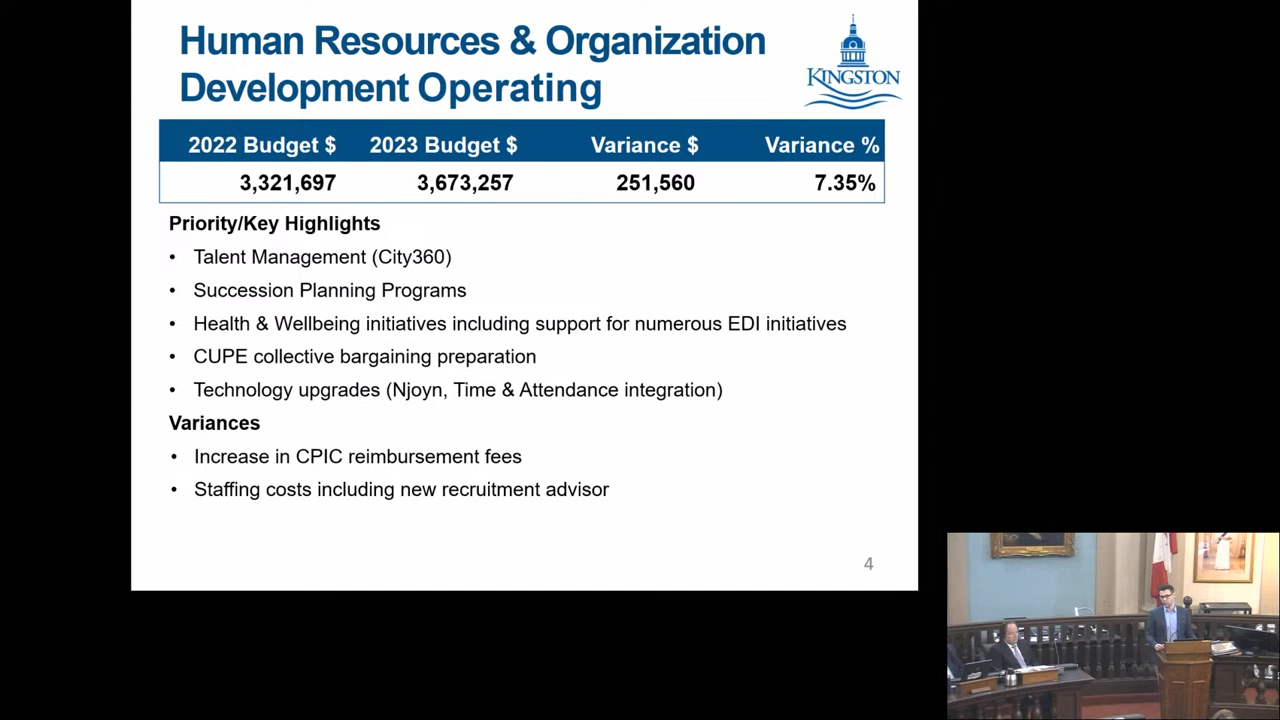 Human Resources & Organization
Development Operating
KINGSTON
2022 Budget $ 2023 Budget $ Variance $ Variance %
3,321,697 3,673,257 251,560 7.35%
Priority/Key Highlights
• Talent Management (City360)
• Succession Planning Programs
• Health & Wellbeing initiatives including support for numerous EDI initiatives
• CUPE collective bargaining preparation
• Technology upgrades (Njoyn, Time & Attendance integration)
Variances
• Increase in CPIC reimbursement fees
• Staffing costs including new recruitment advisor
4